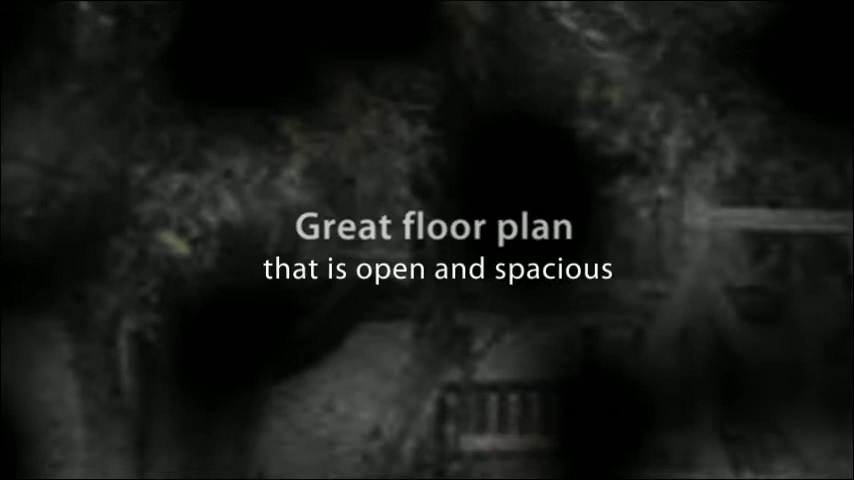 Great floor plan
that is open and spacious